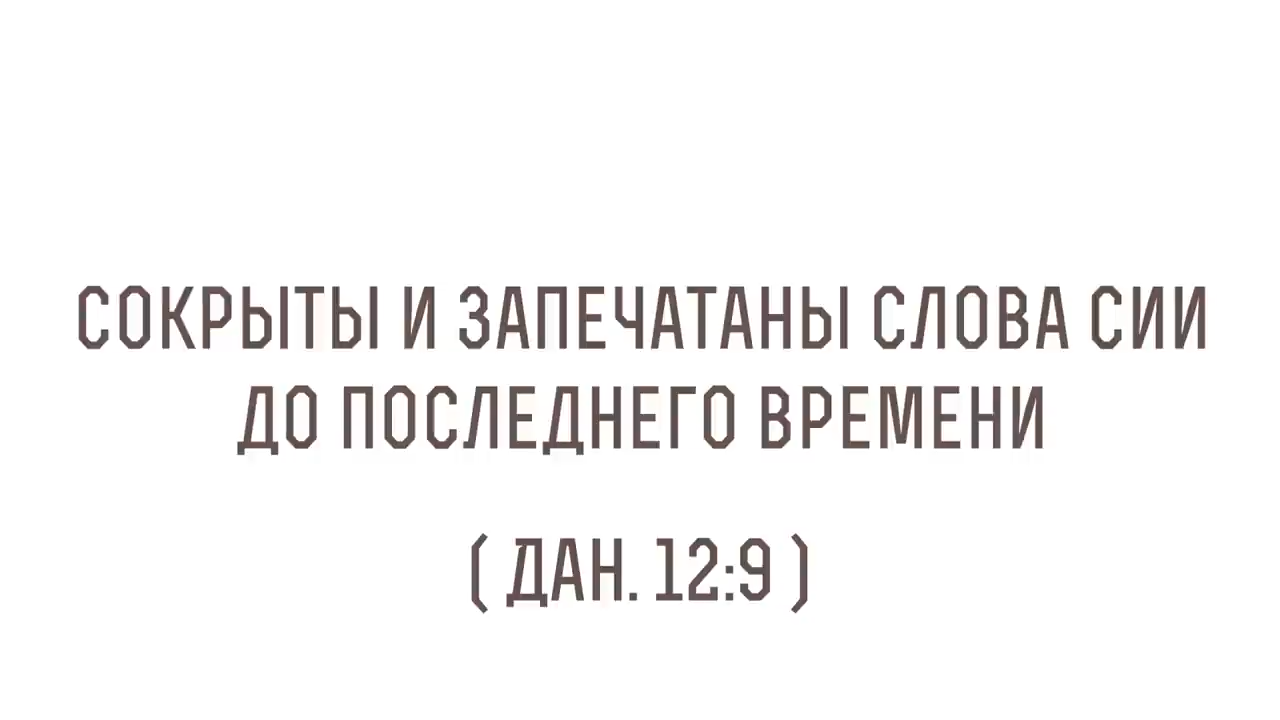 СОКРЫТЫ И ЗАПЕЧАТАНЫ СЛОВА СИИ
ДО ПОСЛЕДНЕГО ВРЕМЕНИ
( ДАН. 12:9 )